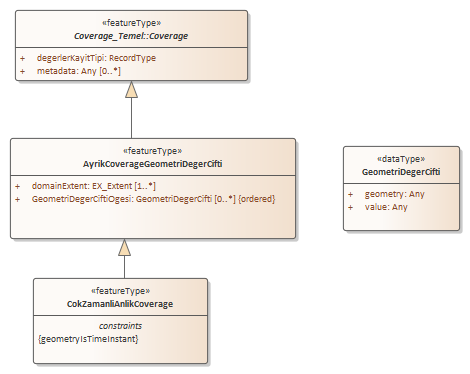 «featureType»
Coverage_Temel::Coverage
+ degerlerKayitTipi: RecordType
+ metadata: Any [0..*]
«featureType»
AyrikCoverageGeometriDegerCifti
+ domainExtent: EX_Extent [1..*]
+ GeometriDegerCiftiOgesi: GeometriDegerCifti [0..*] {ordered}
«dataType»
GeometriDegerCifti
+ geometry: Any
+ value: Any
«featureType»
CokZamanliAnlikCoverage
constraints
{geometryIsTimeInstant}